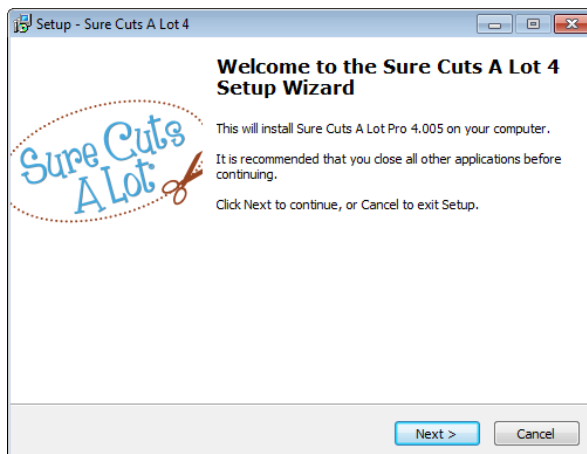 Setup - Sure Cuts A Lot 4
Welcome to the Sure Cuts A Lot 4
Setup Wizard
Sure Cuts
A Lot
This will install Sure Cuts A Lot Pro 4.005 on your computer.
It is recommended that you close all other applications before
continuing.
Click Next to continue, or Cancel to exit Setup.
Next >
Cancel